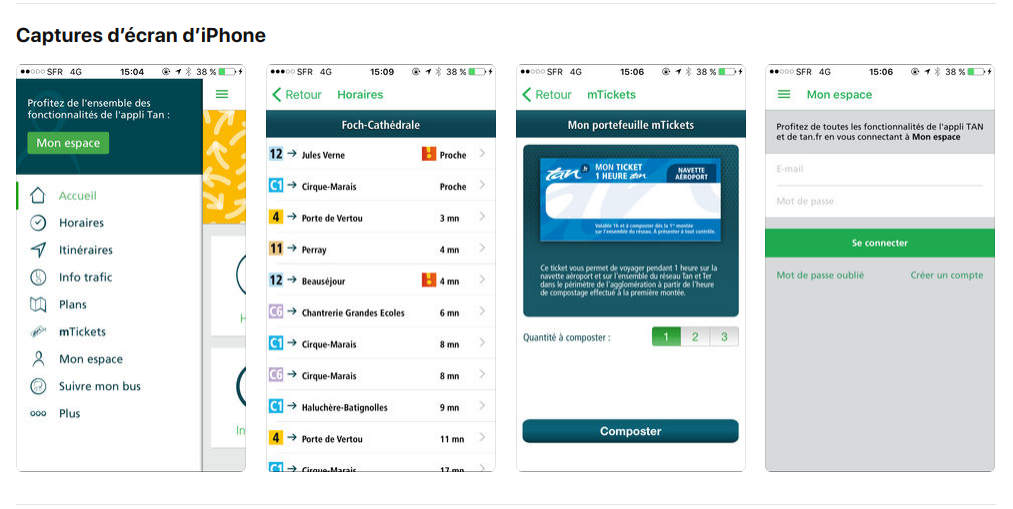 Captures d’écran d’iPhone
SFR 4G 15:04 38 %
Profitez de l'ensemble des
fonctionnalités de l'appli Tan :
Mon espace
Accueil
Horaires
Itinéraires
Info trafic
Plans
mTickets
Mon espace
Suivre mon bus
Plus
H
In
SFR 4G 15:09 38 %
Retour Horaires
Foch-Cathédrale
12 → Jules Verne Proche
C1 → Cirque-Marais Proche
4 → Porte de Vertou 3 mn
11 → Perray 4 mn
12 → Beauséjour 4 mn
C6 → Chantrerie Grandes Ecoles 6 mn
C1 → Cirque-Marais 8 mn
C6 → Cirque-Marais 8 mn
C1 → Haluchère-Batignolles 9 mn
4 → Porte de Vertou 11 mn
C1 → Cirque-Marais 17 mn
SFR 4G 15:06 38 %
Retour mTickets
Mon portefeuille mTickets
tan MON TICKET
1 HEURE tan
NAVETTE
AÉROPORT
Valable 1h et à composter dès la 1re montée
sur l'ensemble du réseau. À présenter à tout contrôle.
Ce ticket vous permet de voyager pendant 1 heure sur la
navette aéroport et sur l'ensemble du réseau Tan et Ter
dans le périmètre de l'agglomération à partir de l'heure
de compostage effectué à la première montée.
Quantité à composter : 1 2 3
Composter
SFR 4G 15:06 38 %
Mon espace
Profitez de toutes les fonctionnalités de l'appli TAN
et de tan.fr en vous connectant à Mon espace
E-mail
Mot de passe
Se connecter
Mot de passe oublié Créer un compte